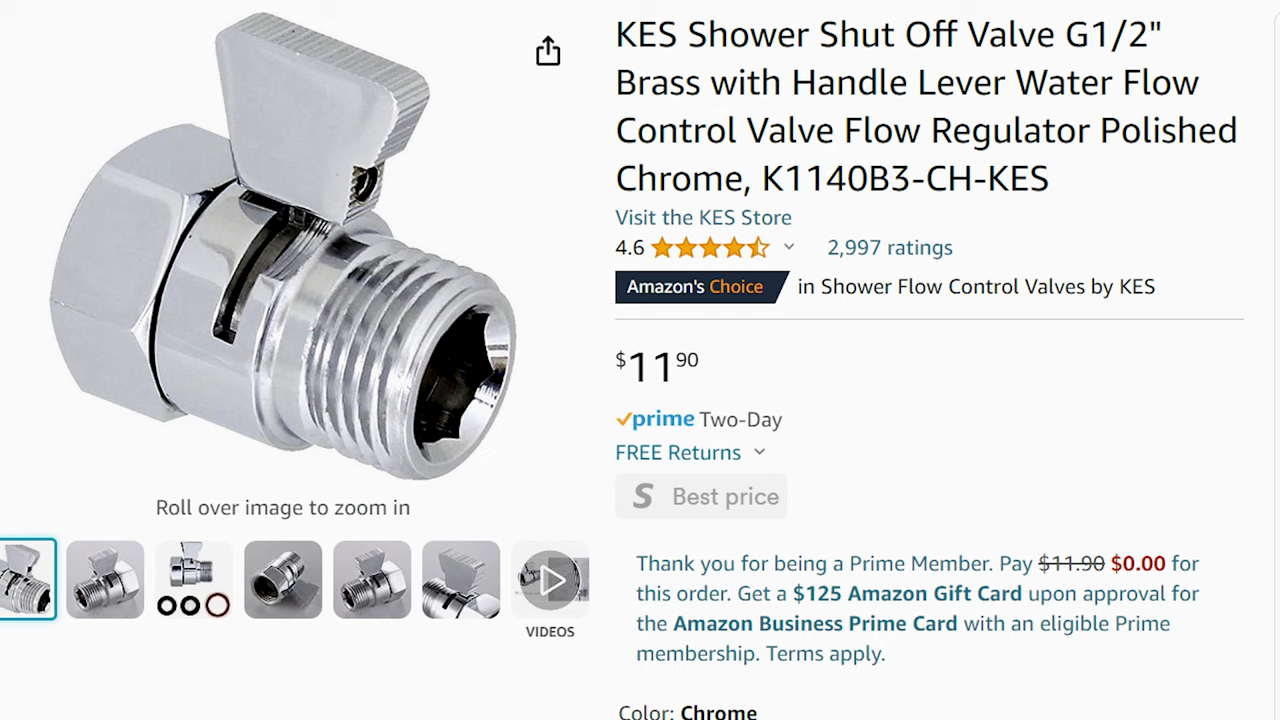 KES Shower Shut Off Valve G1/2"
Brass with Handle Lever Water Flow
Control Valve Flow Regulator Polished
Chrome, K1140B3-CH-KES
Visit the KES Store
4.6 2,997 ratings
Amazon's Choice in Shower Flow Control Valves by KES
$11 90
prime Two-Day
FREE Returns
S Best price
Roll over image to zoom in
VIDEOS
Thank you for being a Prime Member. Pay $11.90 $0.00 for
this order. Get a $125 Amazon Gift Card upon approval for
the Amazon Business Prime Card with an eligible Prime
membership. Terms apply.
Color: Chrome